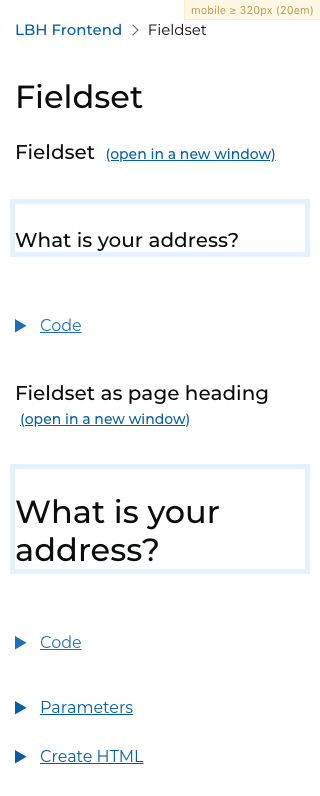 mobile ≥ 320px (20em)
LBH Frontend > Fieldset
Fieldset
Fieldset (open in a new window)
What is your address?
Code
Fieldset as page heading
(open in a new window)
What is your
address?
Code
Parameters
Create HTML